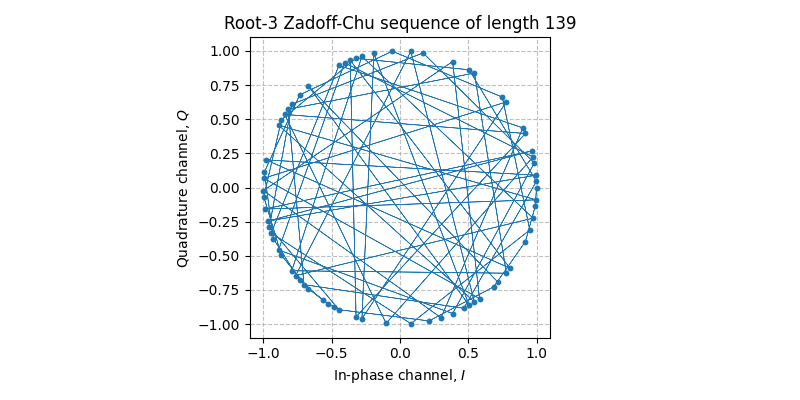 Root-3 Zadoff-Chu sequence of length 139
1.00
0.75
0.50
0.25
0.00
−0.25
−0.50
−0.75
−1.00
Quadrature channel, Q
−1.0 −0.5 0.0 0.5 1.0
In-phase channel, I